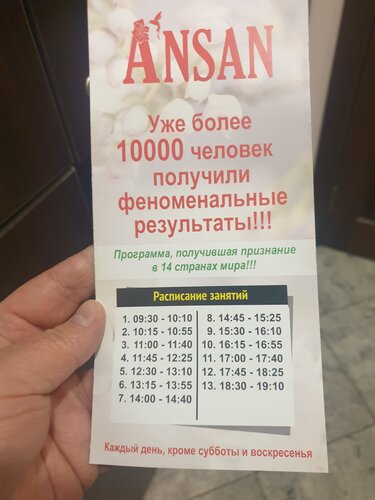 ANSAN
Уже более
10000 человек
получили
феноменальные
результаты!!!
Программа, получившая признание
в 14 странах мира!!!
Расписание занятий
1. 09:30 - 10:10
2. 10:15 - 10:55
3. 11:00 - 11:40
4. 11:45 - 12:25
5. 12:30 - 13:10
6. 13:15 - 13:55
7. 14:00 - 14:40
8. 14:45 - 15:25
9. 15:30 - 16:10
10. 16:15 - 16:55
11. 17:00 - 17:40
12. 17:45 - 18:25
13. 18:30 - 19:10
Каждый день, кроме субботы и воскресенья